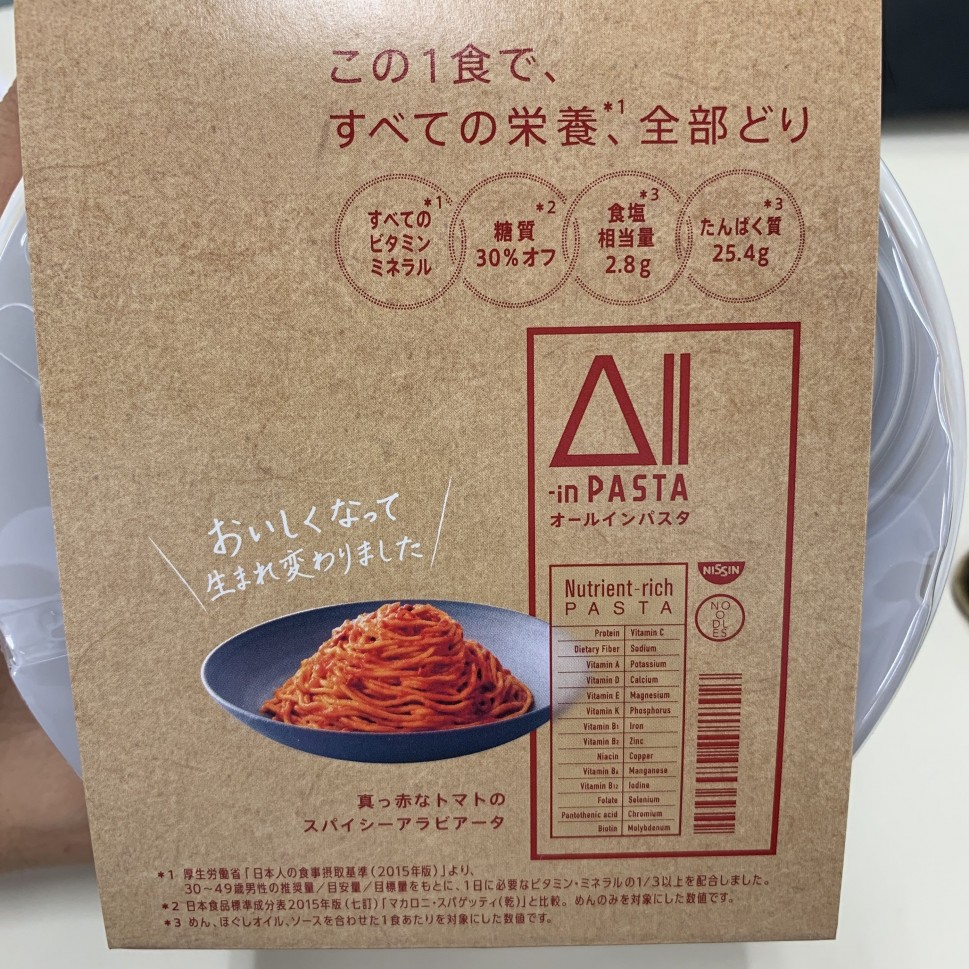 この1食で、
すべての栄養*1、全部どり
すべての*1
ビタミン
ミネラル
糖質*2
30%オフ
食塩*3
相当量
2.8g
たんぱく質*3
25.4g
All
-in PASTA
オールインパスタ
おいしくなって
生まれ変わりました
NISSIN
NOODLES
Nutrient-rich
PASTA
Protein Vitamin C
Dietary Fiber Sodium
Vitamin A Potassium
Vitamin D Calcium
Vitamin E Magnesium
Vitamin K Phosphorus
Vitamin B1 Iron
Vitamin B2 Zinc
Niacin Copper
Vitamin B6 Manganese
Vitamin B12 Iodine
Folate Selenium
Pantothenic acid Chromium
Biotin Molybdenum
真っ赤なトマトの
スパイシーアラビアータ
*1 厚生労働省「日本人の食事摂取基準(2015年版)」より、
30～49歳男性の推奨量/目安量/目標量をもとに、1日に必要なビタミン・ミネラルの1/3以上を配合しました。
*2 日本食品標準成分表2015年版(七訂)「マカロニ・スパゲッティ(乾)」と比較。めんのみを対象にした数値です。
*3 めん、ほぐしオイル、ソースを合わせた1食あたりを対象にした数値です。